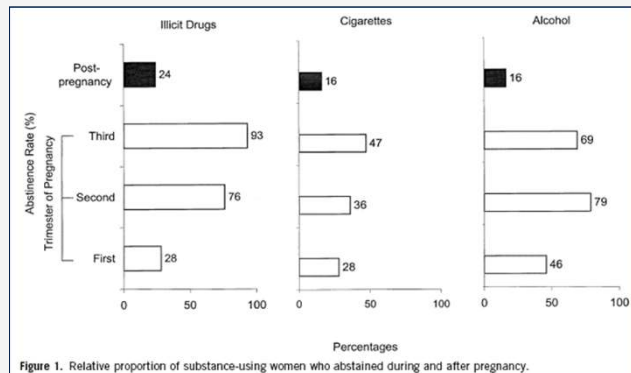 Illicit Drugs
Cigarettes
Alcohol
Post-
pregnancy
24
16
16
Abstinence Rate (%)
Trimester of Pregnancy
Third
93
47
69
Second
76
36
79
First
28
28
46
0 50 100
0 50 100
0 50 100
Percentages
Figure 1. Relative proportion of substance-using women who abstained during and after pregnancy.